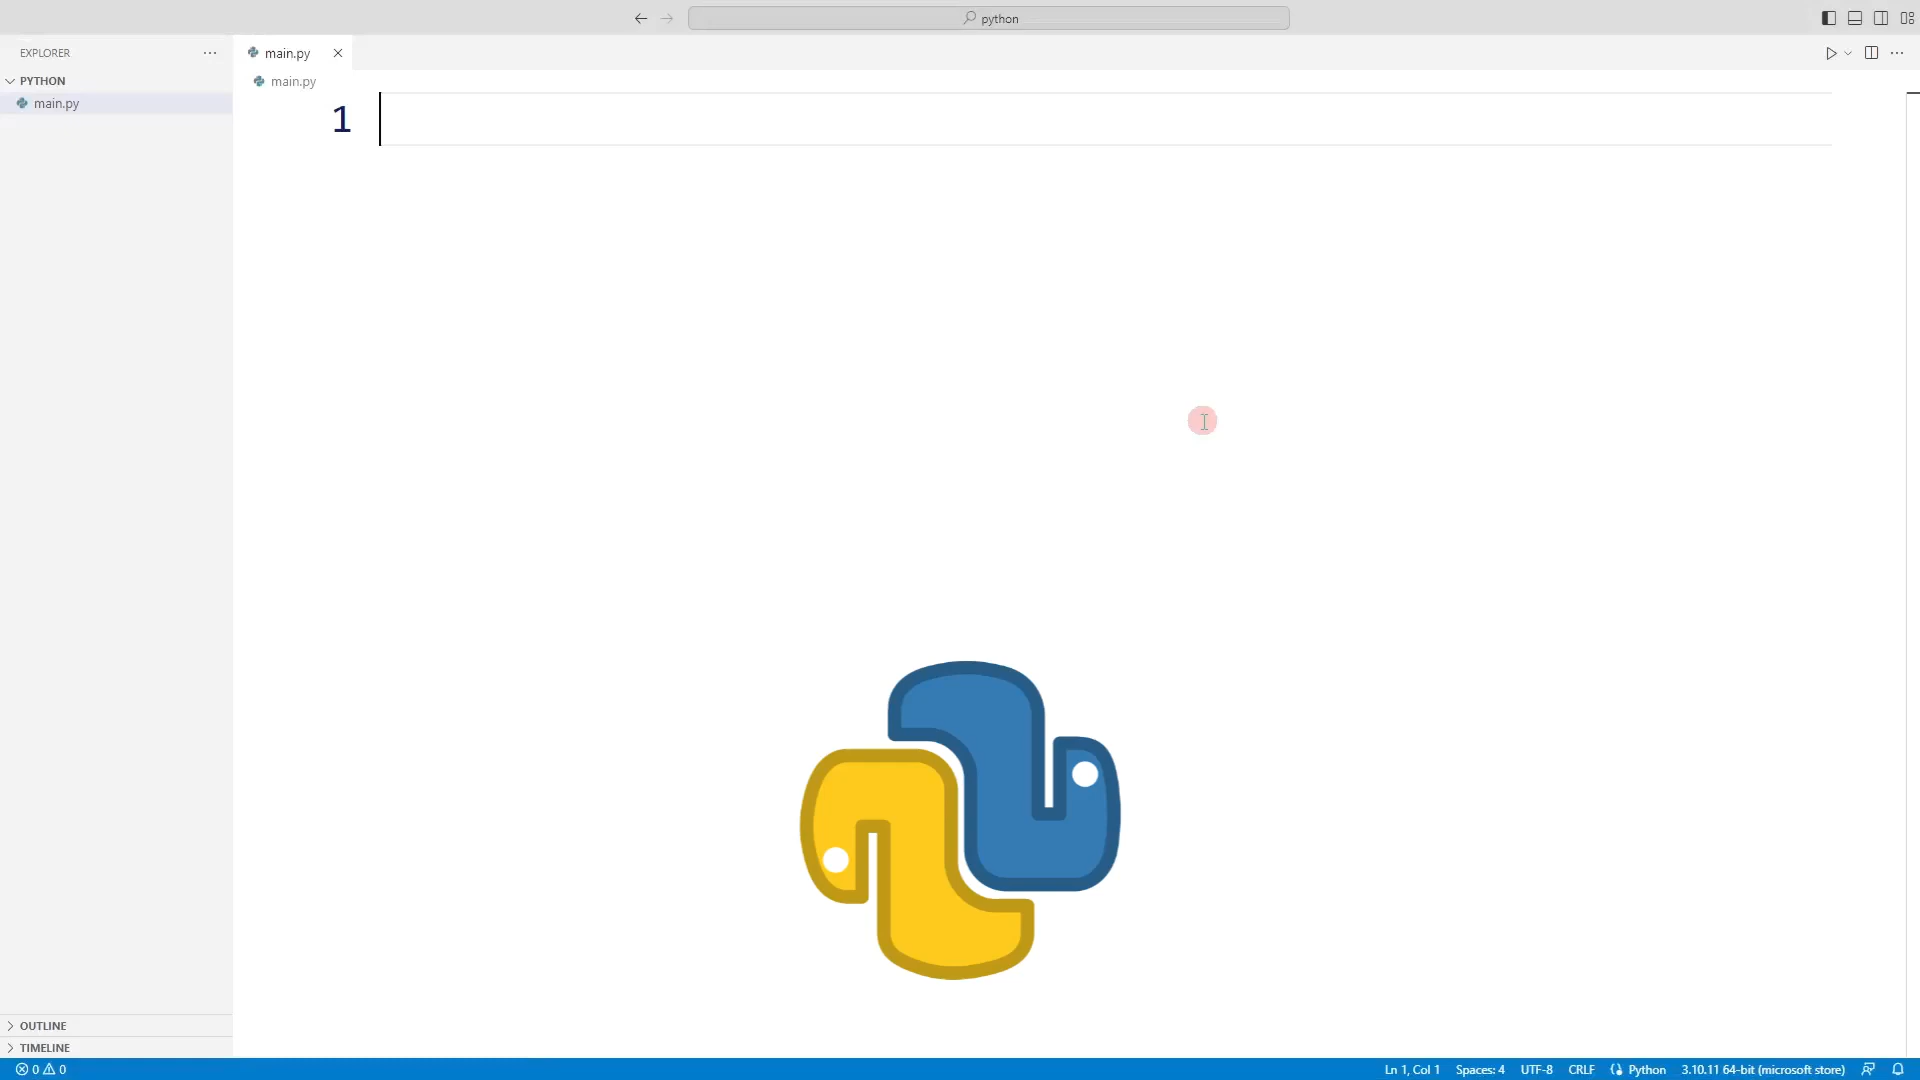 python
EXPLORER
main.py
PYTHON
main.py
main.py
1
OUTLINE
TIMELINE
0 0
Ln 1, Col 1 Spaces: 4 UTF-8 CRLF Python 3.10.11 64-bit (microsoft store)